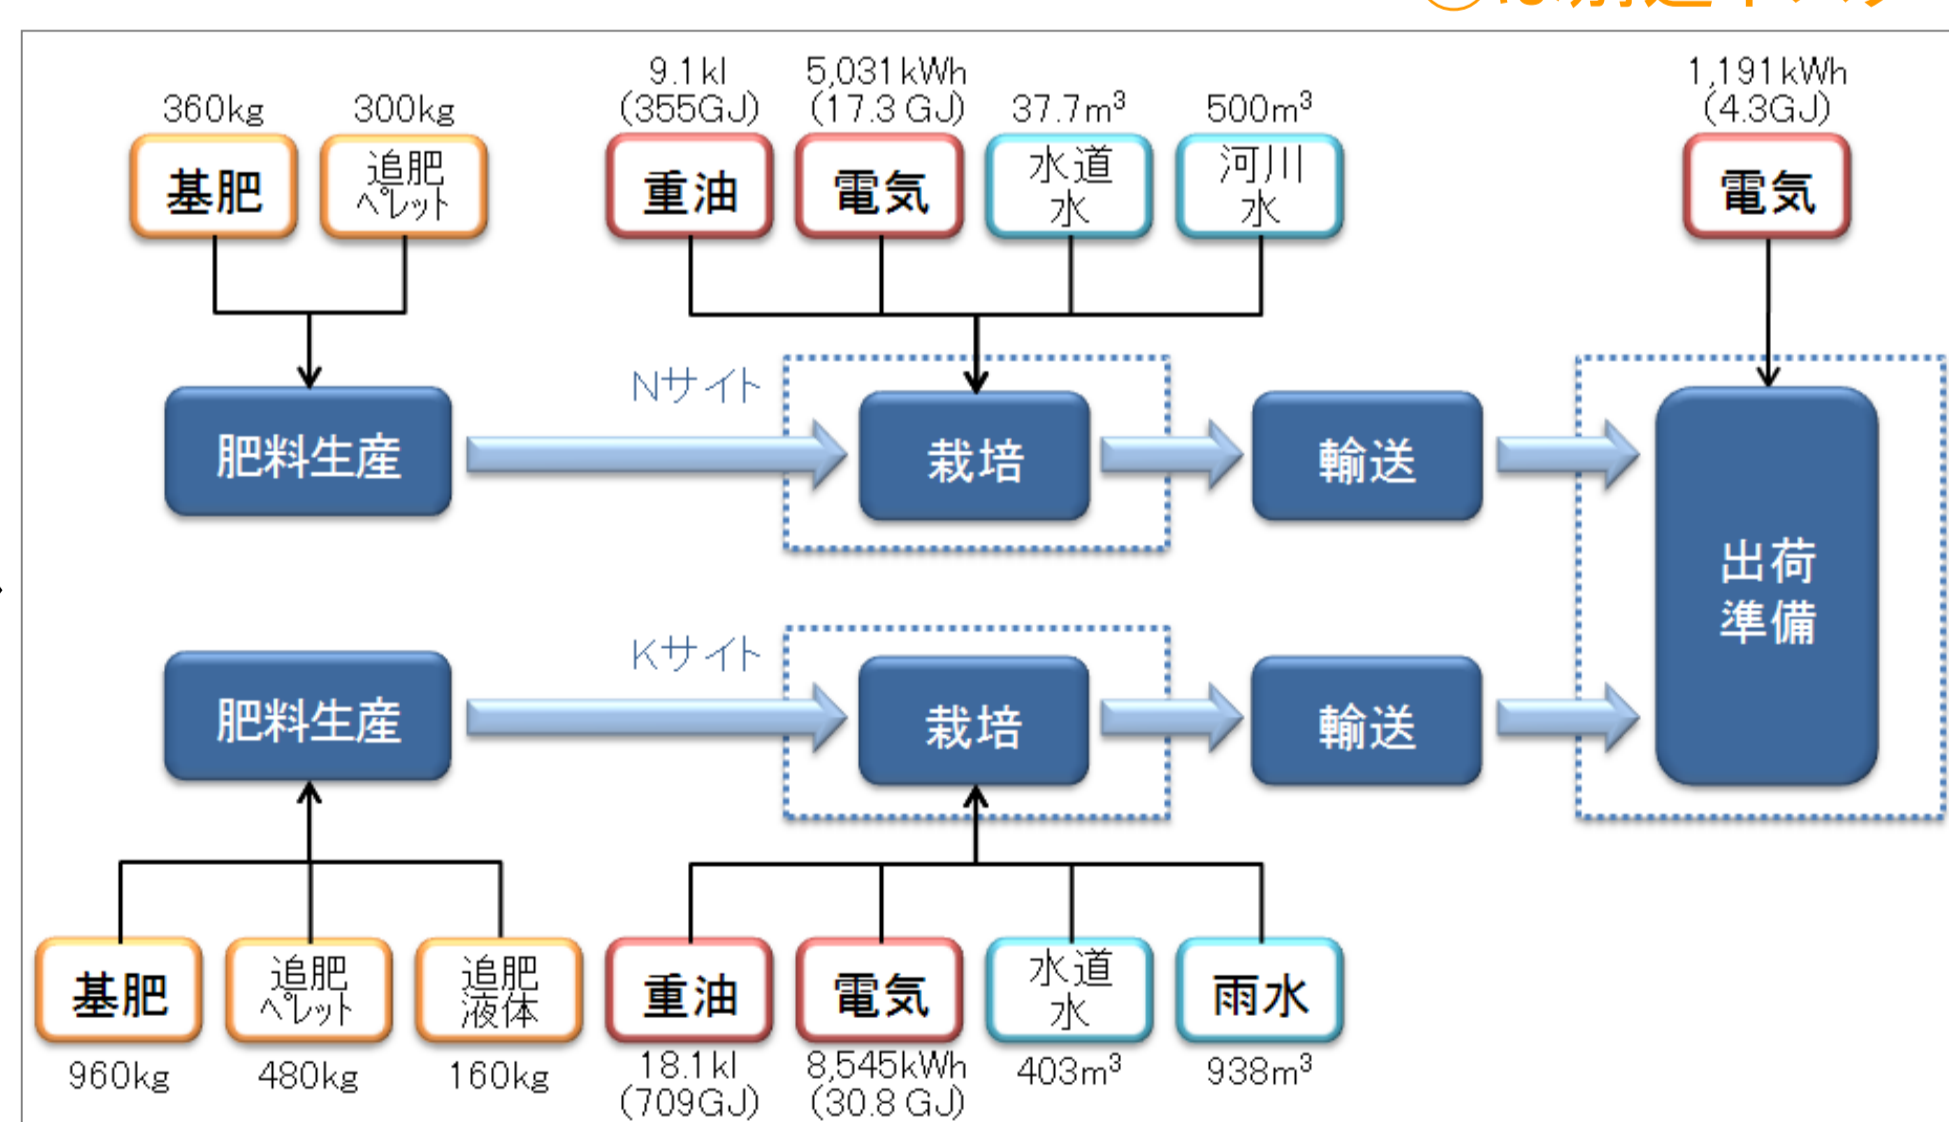 360kg
300kg
9.1kl
(355GJ)
5,031kWh
(17.3 GJ)
37.7m³
500m³
1,191kWh
(4.3GJ)
基肥
追肥
ペレット
重油
電気
水道
水
河川
水
電気
Nサイト
肥料生産
栽培
輸送
出荷
準備
Kサイト
肥料生産
栽培
輸送
基肥
追肥
ペレット
追肥
液体
重油
電気
水道
水
雨水
960kg
480kg
160kg
18.1kl
(709GJ)
8,545kWh
(30.8 GJ)
403m³
938m³